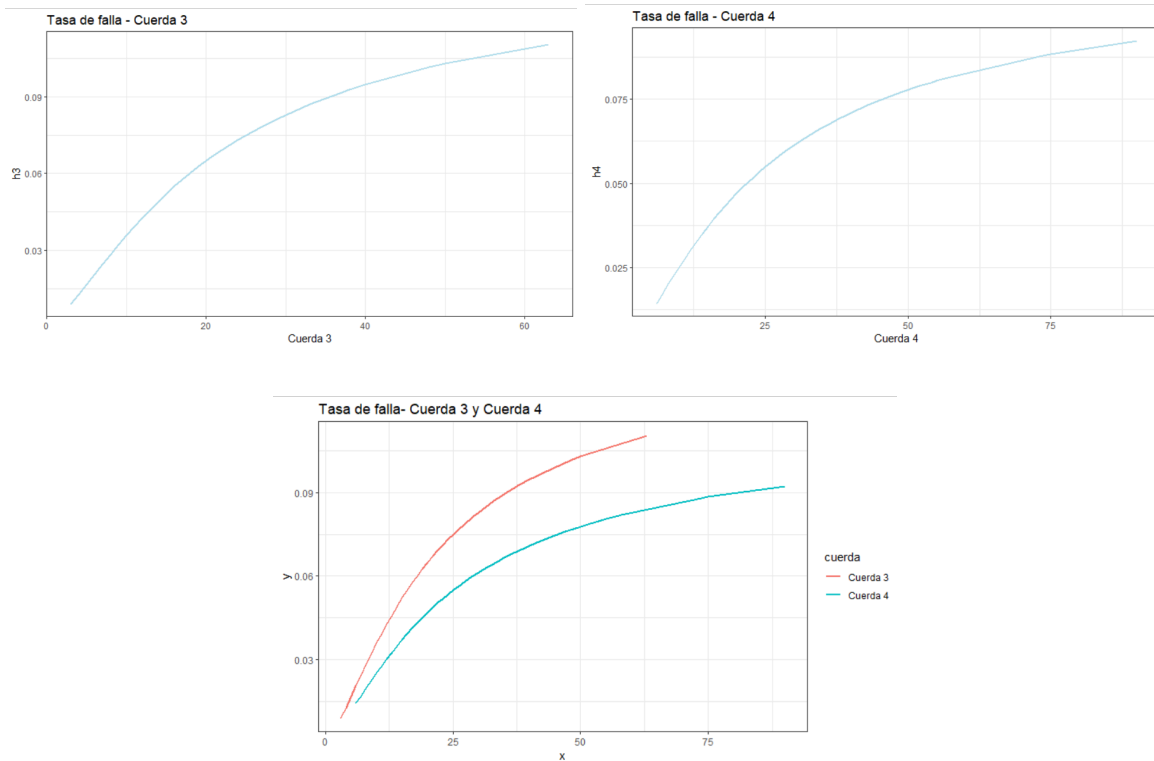 Tasa de falla - Cuerda 3
h3
0.09
0.06
0.03
0
20
40
60
Cuerda 3
Tasa de falla - Cuerda 4
h4
0.075
0.050
0.025
25
50
75
Cuerda 4
Tasa de falla- Cuerda 3 y Cuerda 4
y
0.09
0.06
0.03
0
25
50
75
x
cuerda
Cuerda 3
Cuerda 4